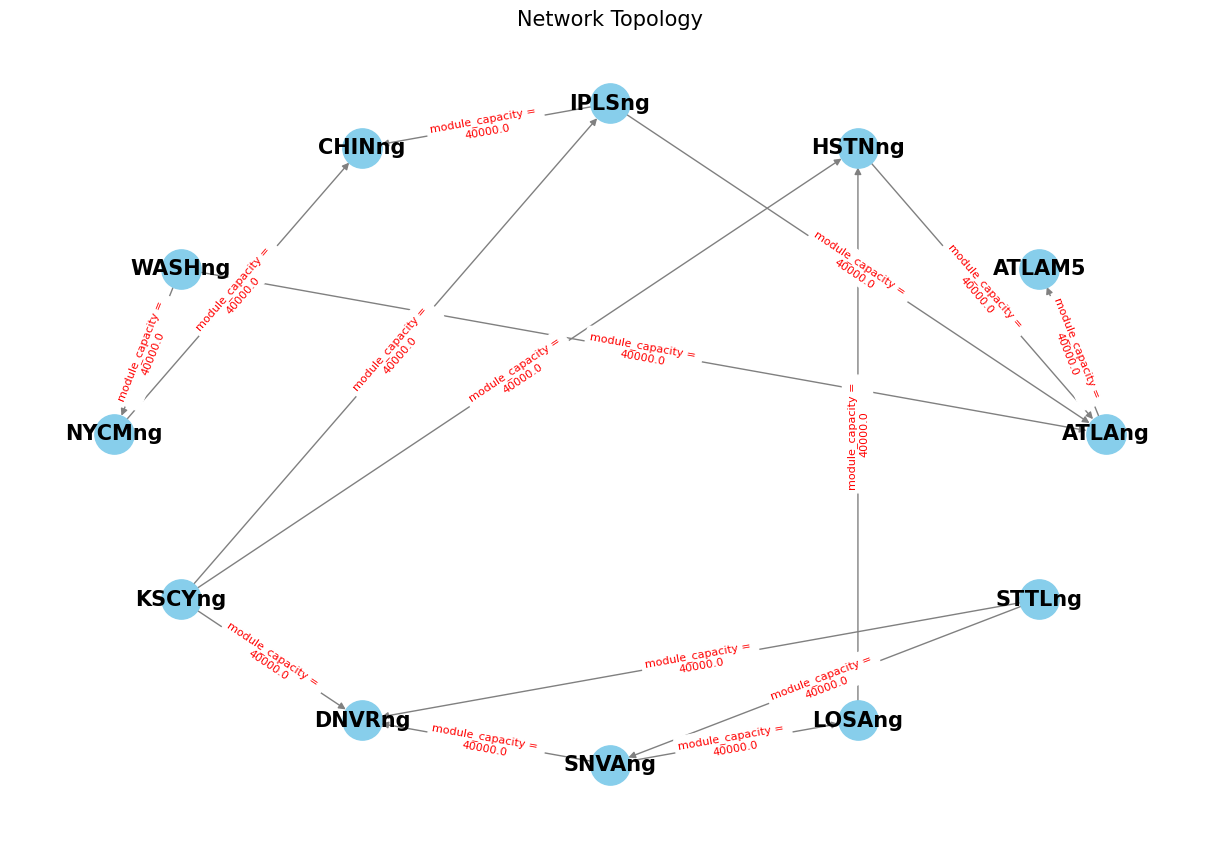 Network Topology
IPLSng
module_capacity =
40000.0
CHINng
HSTNng
module_capacity =
40000.0
module_capacity =
40000.0
module_capacity =
40000.0
WASHng
ATLAM5
module_capacity =
40000.0
module_capacity =
40000.0
module_capacity =
40000.0
module_capacity =
40000.0
module_capacity =
40000.0
module_capacity =
40000.0
NYCMng
ATLAng
KSCYng
STTLng
module_capacity =
40000.0
module_capacity =
40000.0
module_capacity =
40000.0
DNVRng
LOSAng
module_capacity =
40000.0
module_capacity =
40000.0
SNVAng